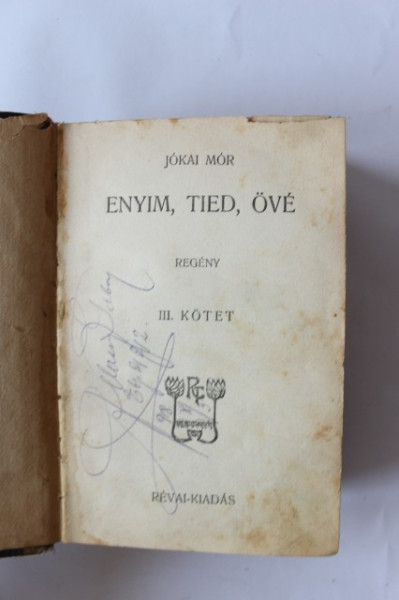 JÓKAI MÓR
ENYIM, TIED, ÖVÉ
REGÉNY
III. KÖTET
RÉVAI-KIADÁS